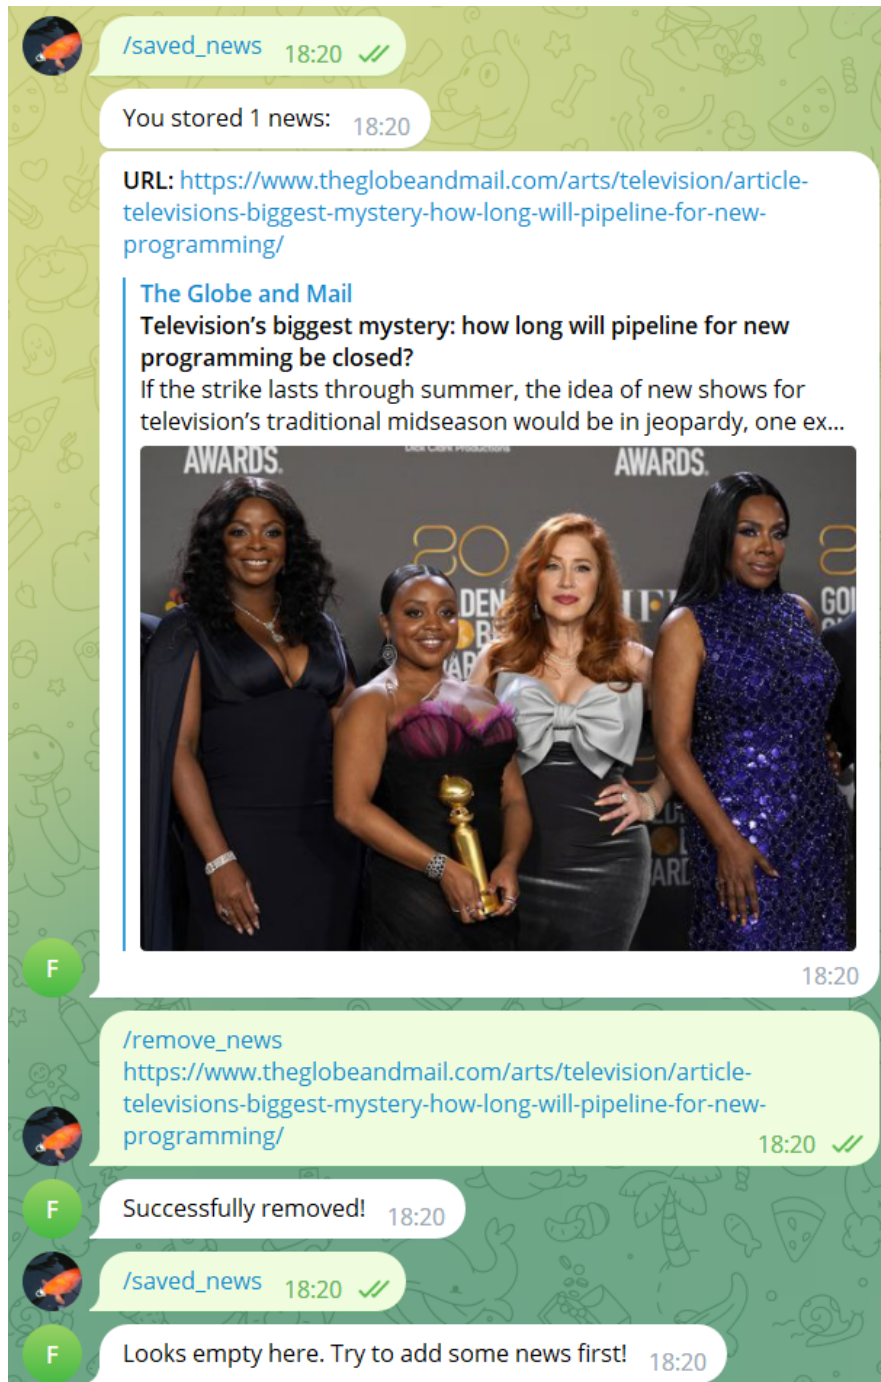 /saved_news 18:20
You stored 1 news: 18:20
URL: https://www.theglobeandmail.com/arts/television/article-
televisions-biggest-mystery-how-long-will-pipeline-for-new-
programming/
The Globe and Mail
Television’s biggest mystery: how long will pipeline for new
programming be closed?
If the strike lasts through summer, the idea of new shows for
television’s traditional midseason would be in jeopardy, one ex...
AWARDS.
Dick Clark Productions
AWARDS.
80
DEN
GOL
F
18:20
/remove_news
https://www.theglobeandmail.com/arts/television/article-
televisions-biggest-mystery-how-long-will-pipeline-for-new-
programming/
18:20
F
Successfully removed! 18:20
/saved_news 18:20
F
Looks empty here. Try to add some news first! 18:20